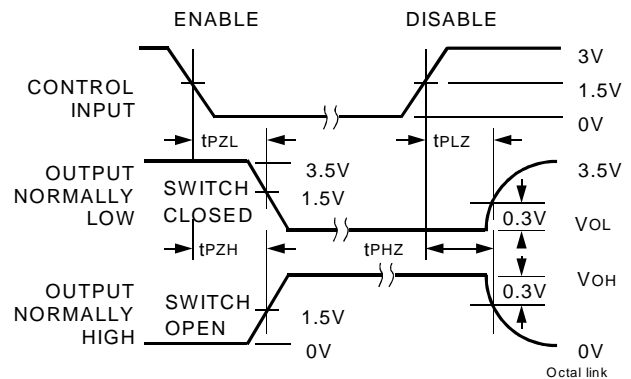 ENABLE DISABLE
CONTROL
INPUT
3V
1.5V
0V
tPZL tPLZ
OUTPUT
NORMALLY
LOW
SWITCH
CLOSED
3.5V
1.5V
3.5V
0.3V
VOL
tPZH tPHZ
OUTPUT
NORMALLY
HIGH
SWITCH
OPEN
1.5V
0V
VOH
0.3V
0V
Octal link